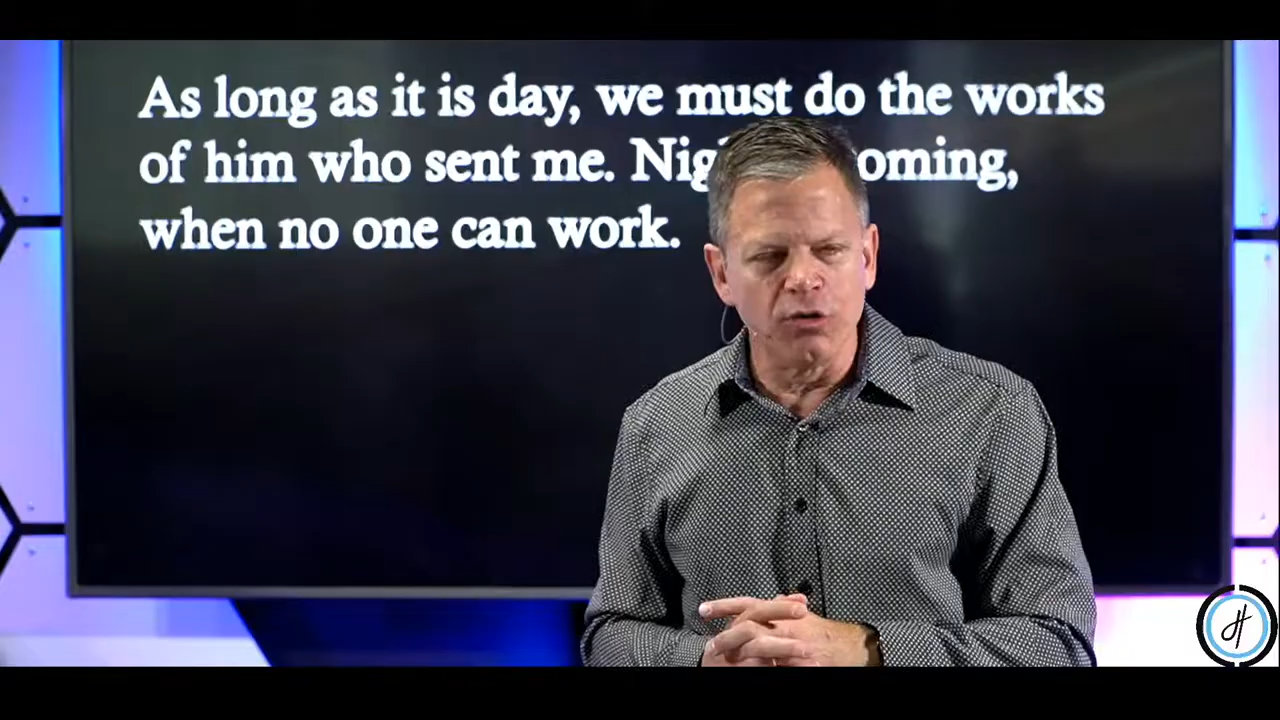 As long as it is day, we must do the works
of him who sent me. oming,
when no one can work.